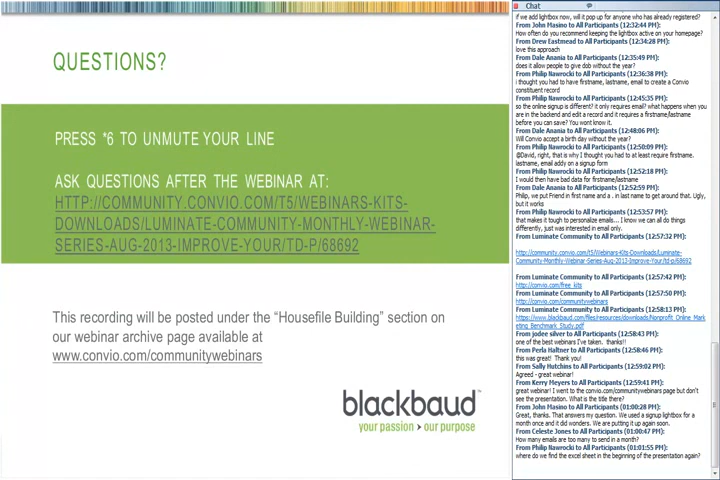 QUESTIONS?
PRESS *6 TO UNMUTE YOUR LINE
ASK QUESTIONS AFTER THE WEBINAR AT:
HTTP://COMMUNITY.CONVIO.COM/T5/WEBINARS-KITS-
DOWNLOADS/LUMINATE-COMMUNITY-MONTHLY-WEBINAR-
SERIES-AUG-2013-IMPROVE-YOUR/TD-P/68692
This recording will be posted under the “Housefile Building” section on
our webinar archive page available at
www.convio.com/communitywebinars
blackbaud™
your passion > our purpose
Chat
if we add lightbox now, will it pop up for anyone who has already registered?
From John Masino to All Participants (12:32:44 PM):
How often do you recommend keeping the lightbox active on your homepage?
From Drew Eastmead to All Participants (12:34:28 PM):
love this approach
From Dale Anania to All Participants (12:35:49 PM):
does it allow people to give dob without the year?
From Philip Nawrocki to All Participants (12:36:38 PM):
i thought you had to have firstname, lastname, email to create a Convio
constituent record
From Philip Nawrocki to All Participants (12:45:35 PM):
so the online signup is different? it only requires email? what happens when you
are in the backend and edit a record and it requires a firstname/lastname
before you can save? You wont know it.
From Dale Anania to All Participants (12:48:06 PM):
Will Convio accept a birth day without the year?
From Philip Nawrocki to All Participants (12:50:09 PM):
@David, right, that is why I thought you had to at least require firstname.
lastname, email addy on a signup form
From Philip Nawrocki to All Participants (12:52:18 PM):
I would then have bad data for firstname/lastname
From Dale Anania to All Participants (12:52:59 PM):
Philip, we put Friend in first name and a . in last name to get around that. Ugly,
but it works
From Philip Nawrocki to All Participants (12:53:57 PM):
that makes it tough to personalize emails... I know we can all do things
differently, just was interested in email only.
From Luminate Community to All Participants (12:57:32 PM):
http://community.convio.com/t5/Webinars-Kits-Downloads/Luminate-
Community-Monthly-Webinar-Series-Aug-2013-Improve-Your/td-p/68692
From Luminate Community to All Participants (12:57:42 PM):
http://convio.com/free_kits
From Luminate Community to All Participants (12:57:50 PM):
http://convio.com/communitywebinars
From Luminate Community to All Participants (12:58:13 PM):
https://www.blackbaud.com/files/resources/downloads/Nonprofit_Online_Mark
eting_Benchmark_Study.pdf
From jodee silver to All Participants (12:58:43 PM):
one of the best webinars I've taken. thanks!!
From Perla Haltner to All Participants (12:58:46 PM):
this was great! Thank you!
From Sally Hutchins to All Participants (12:59:02 PM):
Agreed - great webinar!
From Kerry Meyers to All Participants (12:59:41 PM):
great webinar! I went to the convio.com/communitywebinars page but don't
see the presentation. What is the title there?
From John Masino to All Participants (01:00:28 PM):
Great, thanks. That answers my question. We used a signup lightbox for a
month once and it did wonders. We are putting it up again soon.
From Celeste Jones to All Participants (01:00:47 PM):
How many emails are too many to send in a month?
From Philip Nawrocki to All Participants (01:01:55 PM):
where do we find the excel sheet in the beginning of the presentation again?